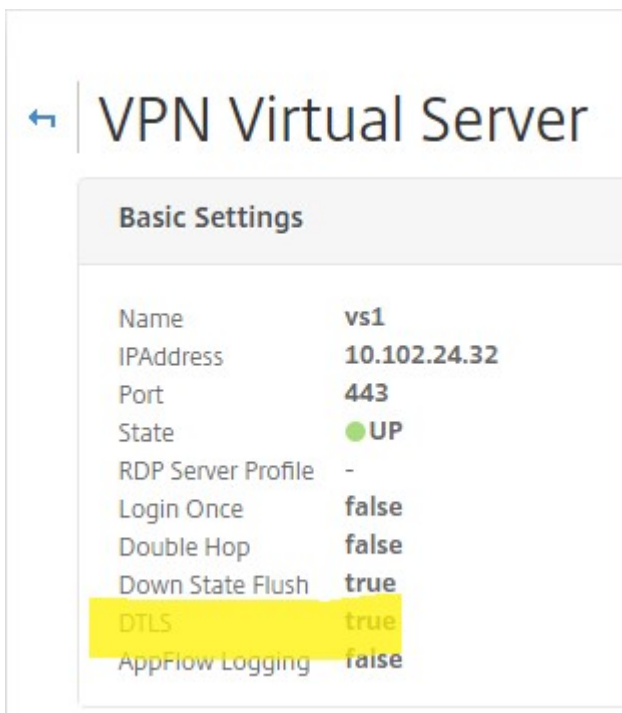 VPN Virtual Server
Basic Settings
Name vs1
IPAddress 10.102.24.32
Port 443
State UP
RDP Server Profile -
Login Once false
Double Hop false
Down State Flush true
DTLS true
AppFlow Logging false